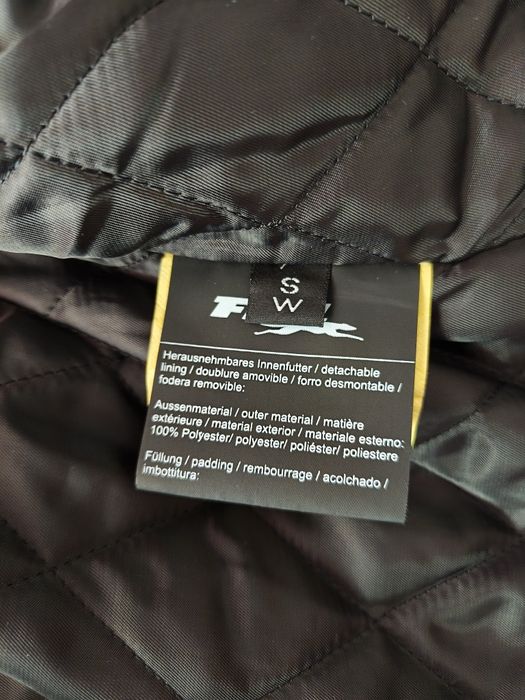 S
W
Herausnehmbares Innenfutter / detachable
lining / doublure amovible / forro desmontable /
fodera removible:
Aussenmaterial / outer material / matière
extérieure / material exterior / materiale esterno:
100% Polyester/ polyester/ poliéster/ poliestere
Füllung / padding / rembourrage / acolchado /
imbottitura: